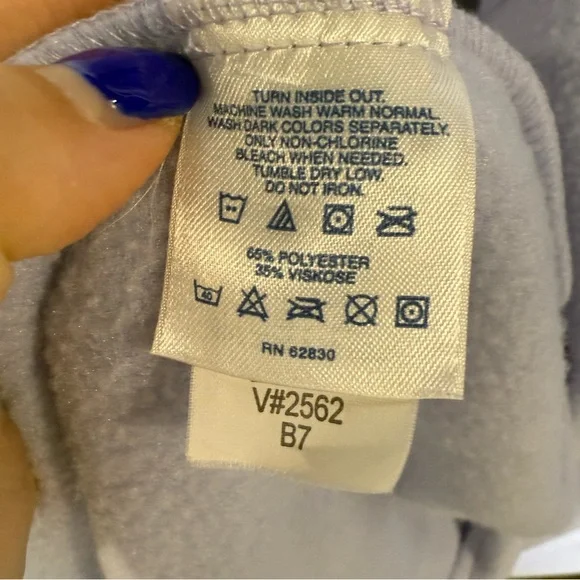 TURN INSIDE OUT.
MACHINE WASH WARM NORMAL.
WASH DARK COLORS SEPARATELY.
ONLY NON-CHLORINE
BLEACH WHEN NEEDED.
TUMBLE DRY LOW.
DO NOT IRON.
65% POLYESTER
35% VISKOSE
40
RN 62830
V#2562
B7